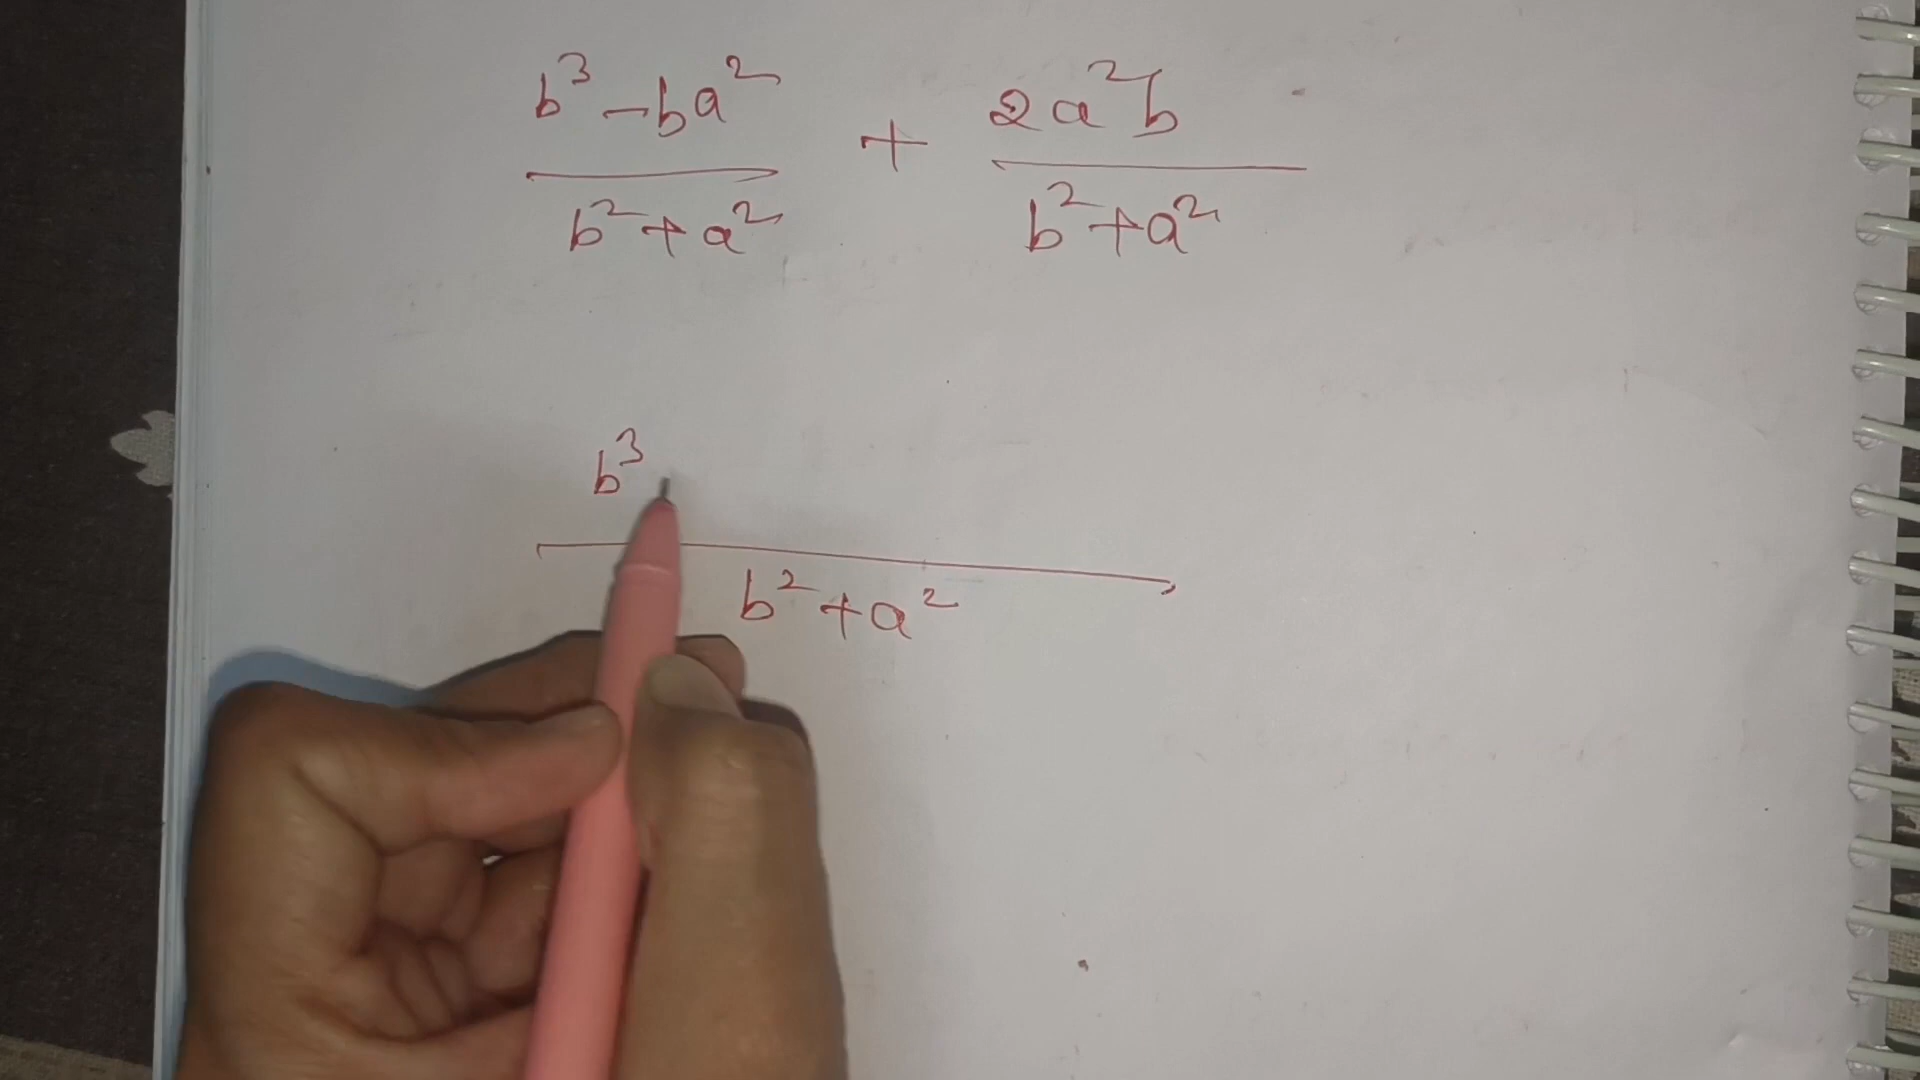 b³ – ba² / b² + a² + 2a²b / b² + a²
b³ / b² + a²